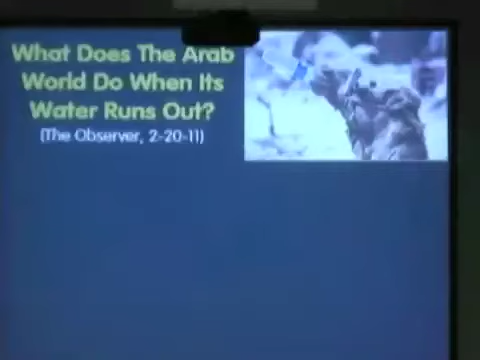 What Does The Arab
World Do When Its
Water Runs Out?
(The Observer, 2-20-11)